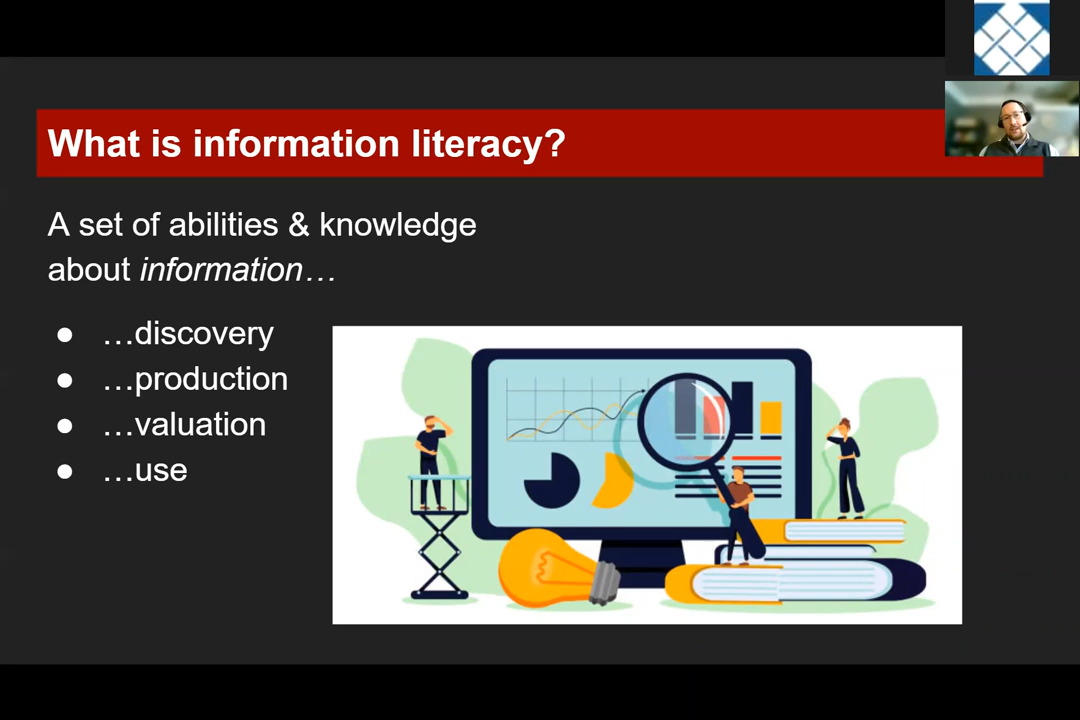 What is information literacy?
A set of abilities & knowledge
about information…
● …discovery
● …production
● …valuation
● …use